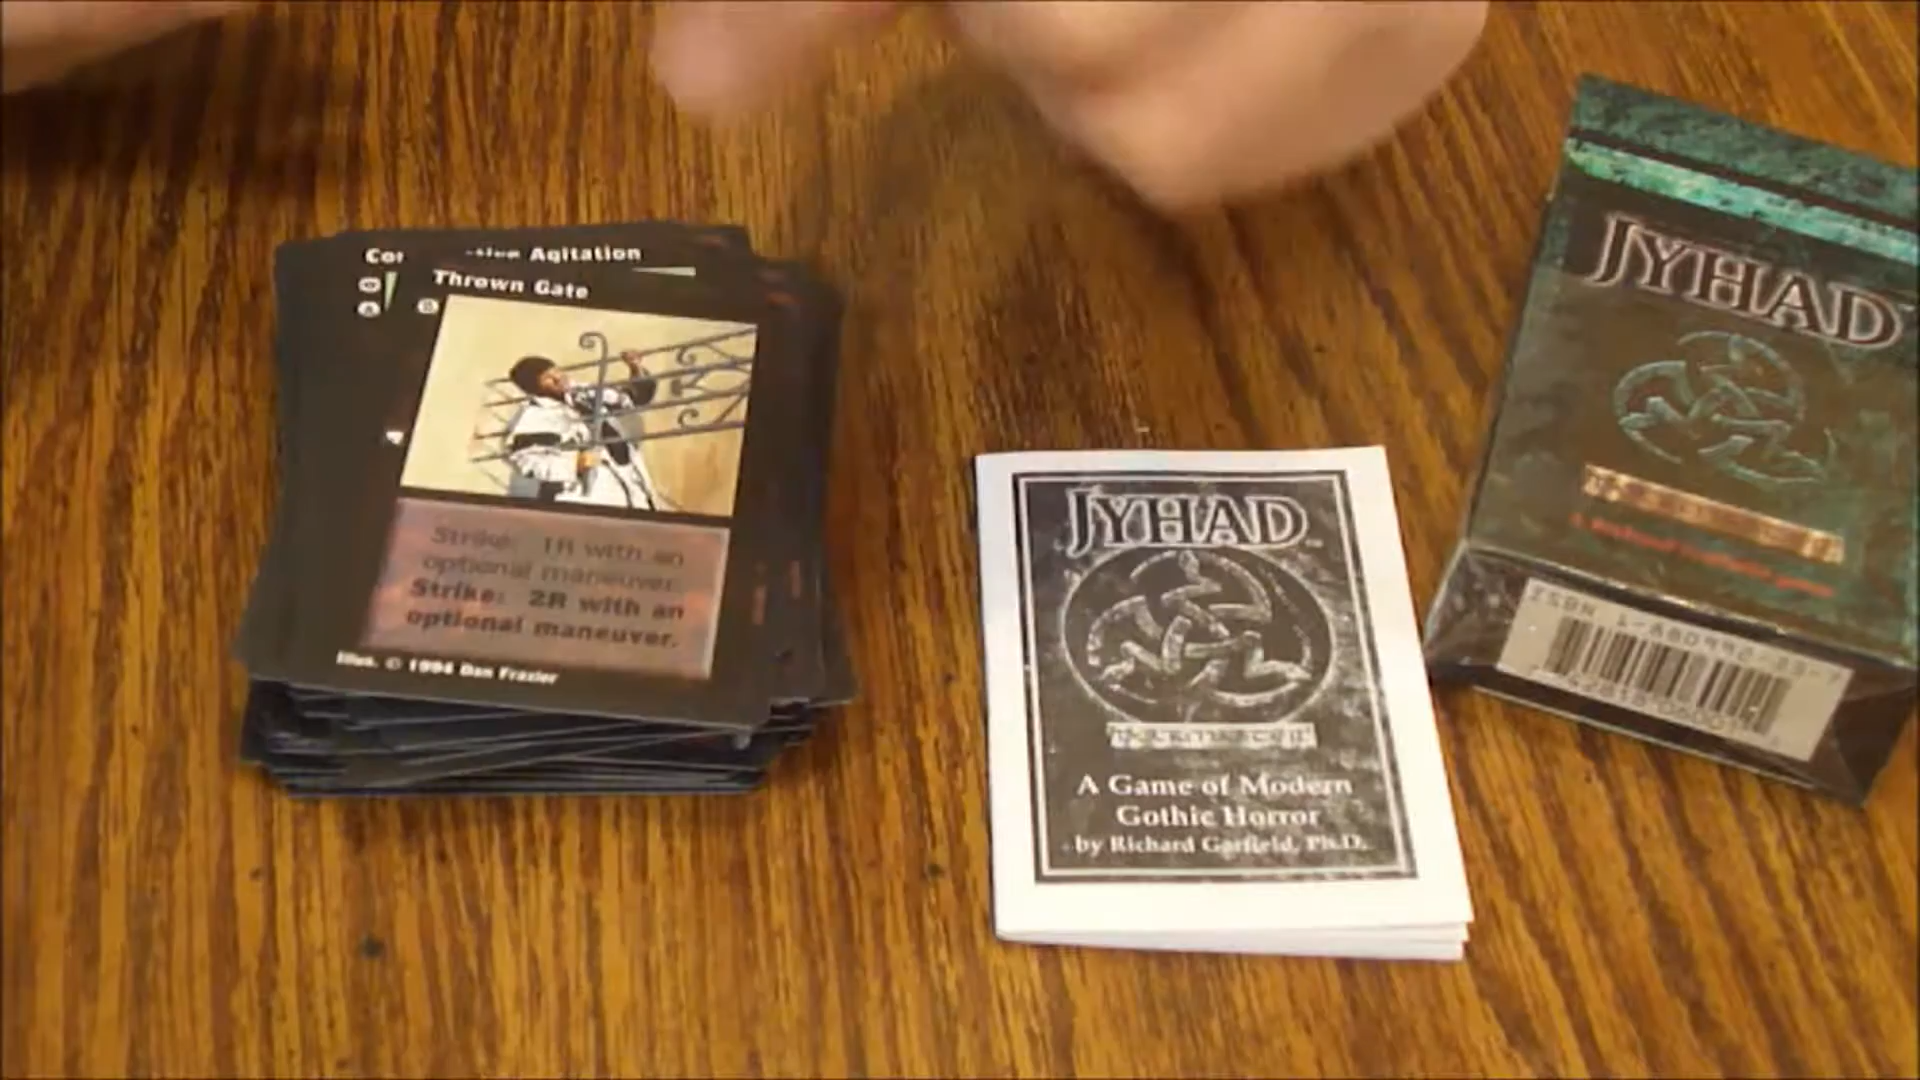 Agitation
Thrown Gate
Strike: 1R with an
optional maneuver.
Strike: 2R with an
optional maneuver.
Illus. © 1994 Dan Frazier
JYHAD
A Game of Modern
Gothic Horror
by Richard Garfield, Ph.D.
JYHAD
ISBN